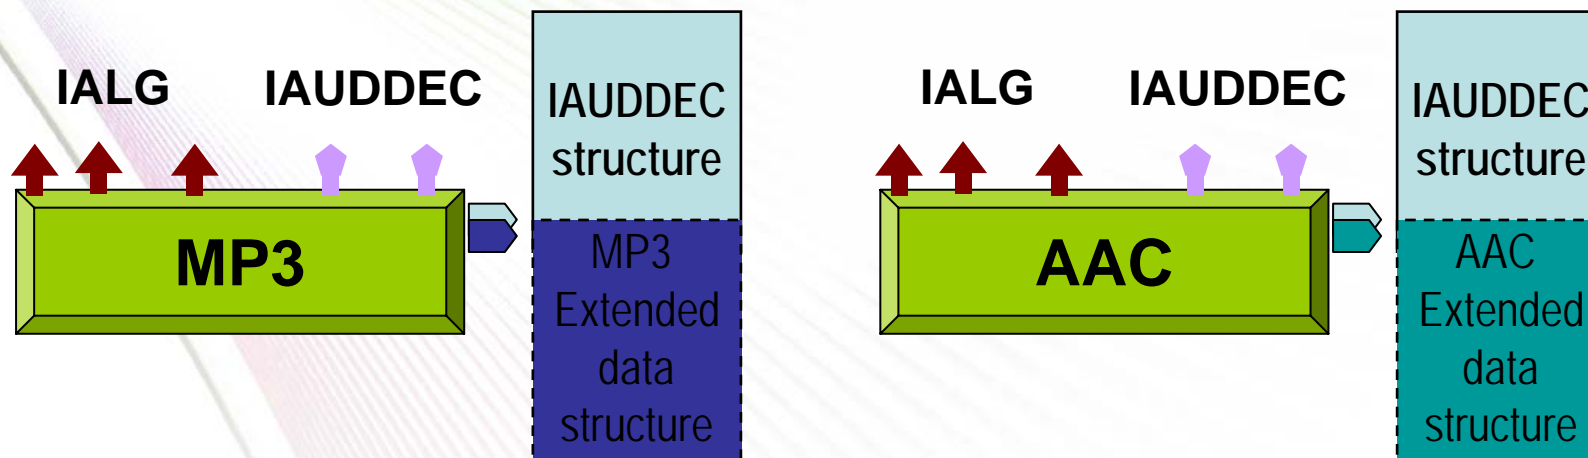 IALG IAUDDEC
MP3
IAUDDEC
structure
MP3
Extended
data
structure
IALG IAUDDEC
AAC
IAUDDEC
structure
AAC
Extended
data
structure